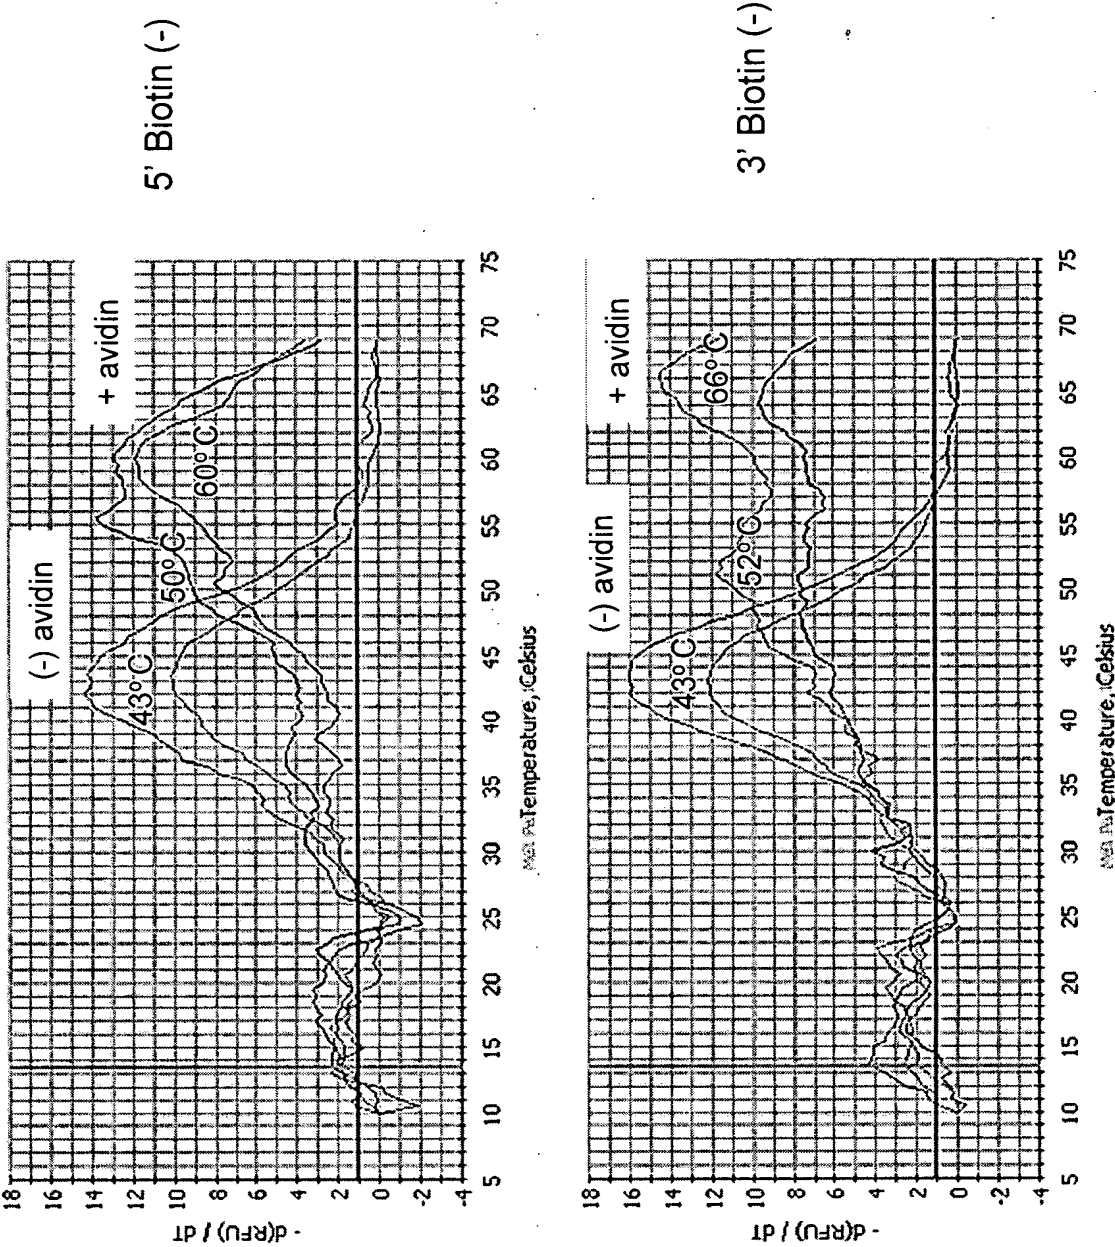 5' Biotin (-)
(-) avidin
+ avidin
43° C
50° C
60° C
18
16
14
12
10
8
6
4
2
0
-2
-4
- d(RFU) / dT
5 10 15 20 25 30 35 40 45 50 55 60 65 70 75
Temperature, Celsius
3' Biotin (-)
(-) avidin
+ avidin
43° C
52° C
66° C
18
16
14
12
10
8
6
4
2
0
-2
-4
- d(RFU) / dT
5 10 15 20 25 30 35 40 45 50 55 60 65 70 75
Temperature, Celsius